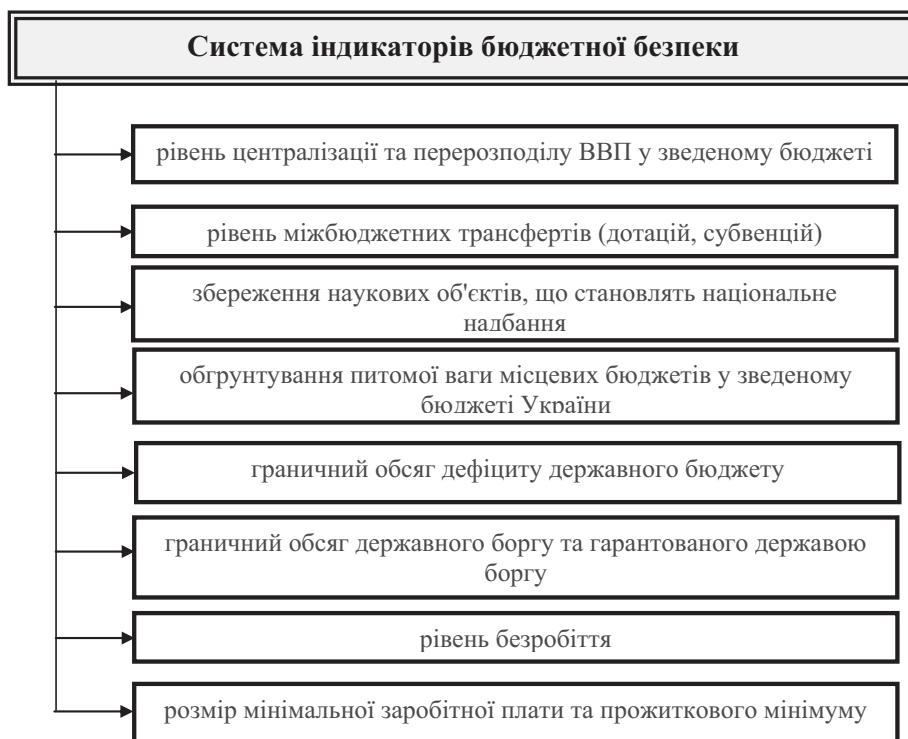 Система індикаторів бюджетної безпеки
рівень централізації та перерозподілу ВВП у зведеному бюджеті
рівень міжбюджетних трансфертів (дотацій, субвенцій)
збереження наукових об'єктів, що становлять національне
надбання
обгрунтування питомої ваги місцевих бюджетів у зведеному
бюджеті України
граничний обсяг дефіциту державного бюджету
граничний обсяг державного боргу та гарантованого державою
боргу
рівень безробіття
розмір мінімальної заробітної плати та прожиткового мінімуму